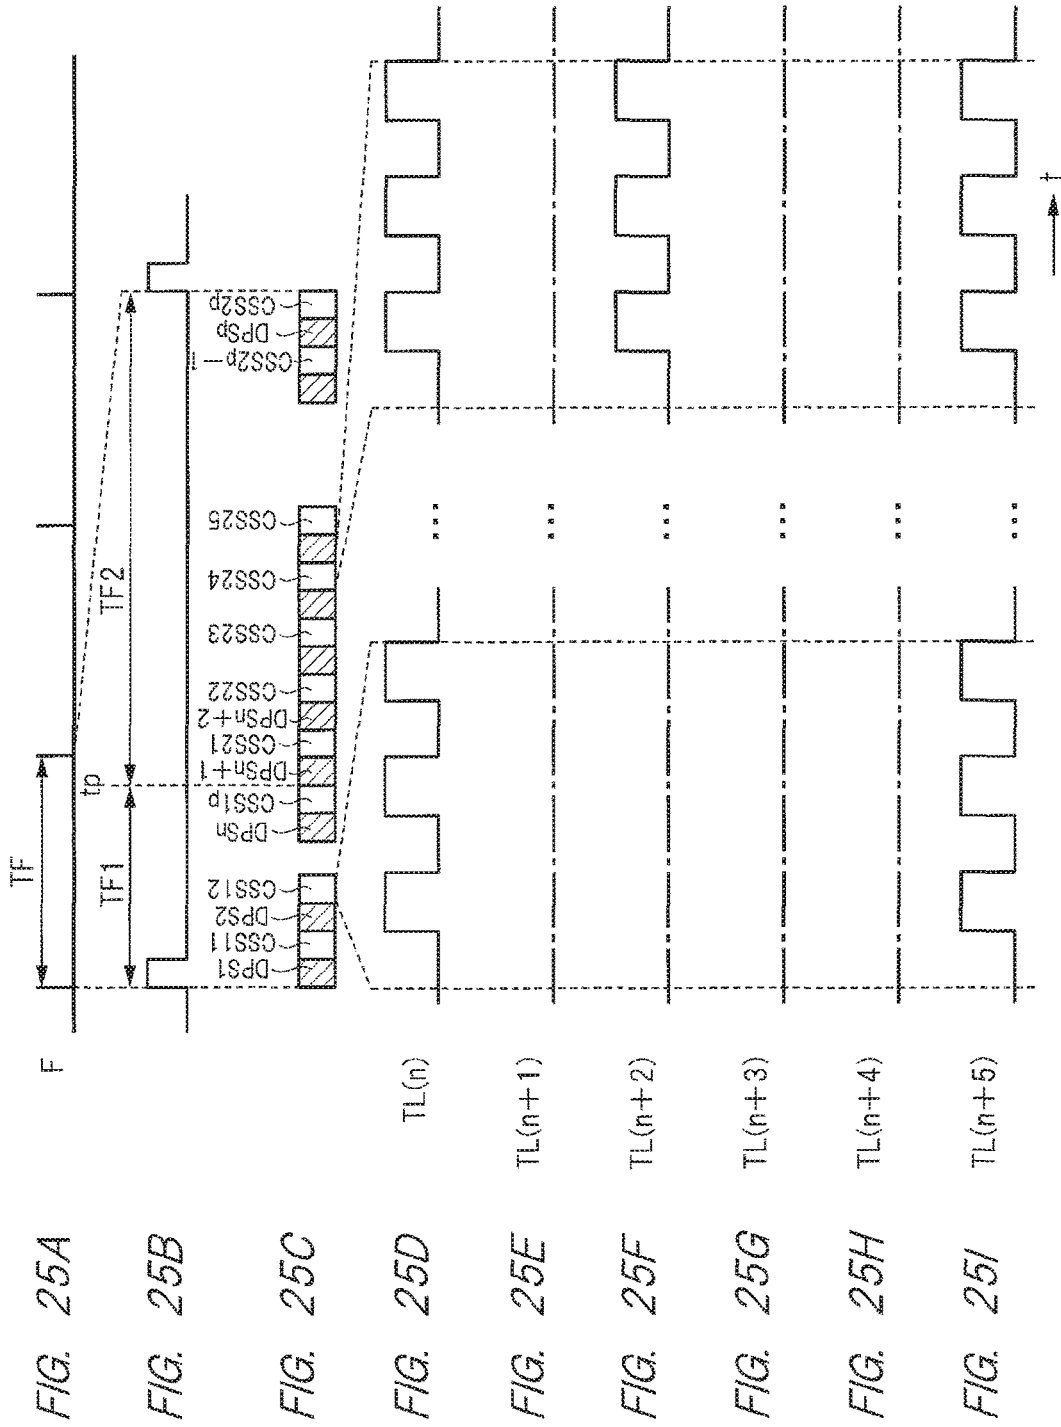 FIG. 25A
F
TF
tp
FIG. 25B
TF1
TF2
FIG. 25C
DPS1
CSS11
DPS2
CSS12
DPSn
CSS1p
DPSn+1
CSS21
DPSn+2
CSS22
CSS23
CSS24
CSS25
CSS2p-1
DPSp
CSS2p
FIG. 25D
TL(n)
FIG. 25E
TL(n+1)
FIG. 25F
TL(n+2)
FIG. 25G
TL(n+3)
FIG. 25H
TL(n+4)
FIG. 25I
TL(n+5)
t